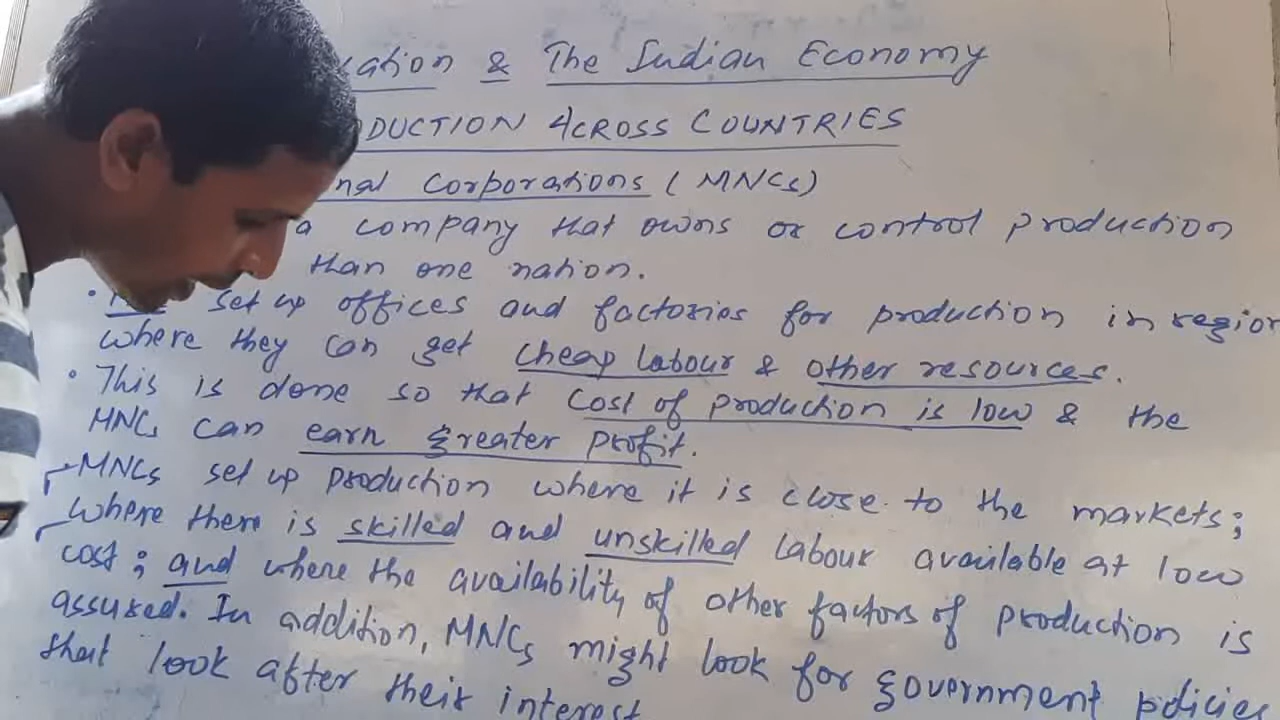 ation & The Indian Economy
DUCTION ACROSS COUNTRIES
nal Corporations (MNCs)
a company that owns or control production
than one nation.
• set up offices and factories for production in region
where they can get cheap labour & other resources.
• This is done so that cost of production is low & the
MNCs can earn greater profit.
MNCs set up production where it is close to the markets;
where there is skilled and unskilled labour available at low
cost; and where the availability of other factors of production is
assured. In addition, MNCs might look for government policies
that look after their interest